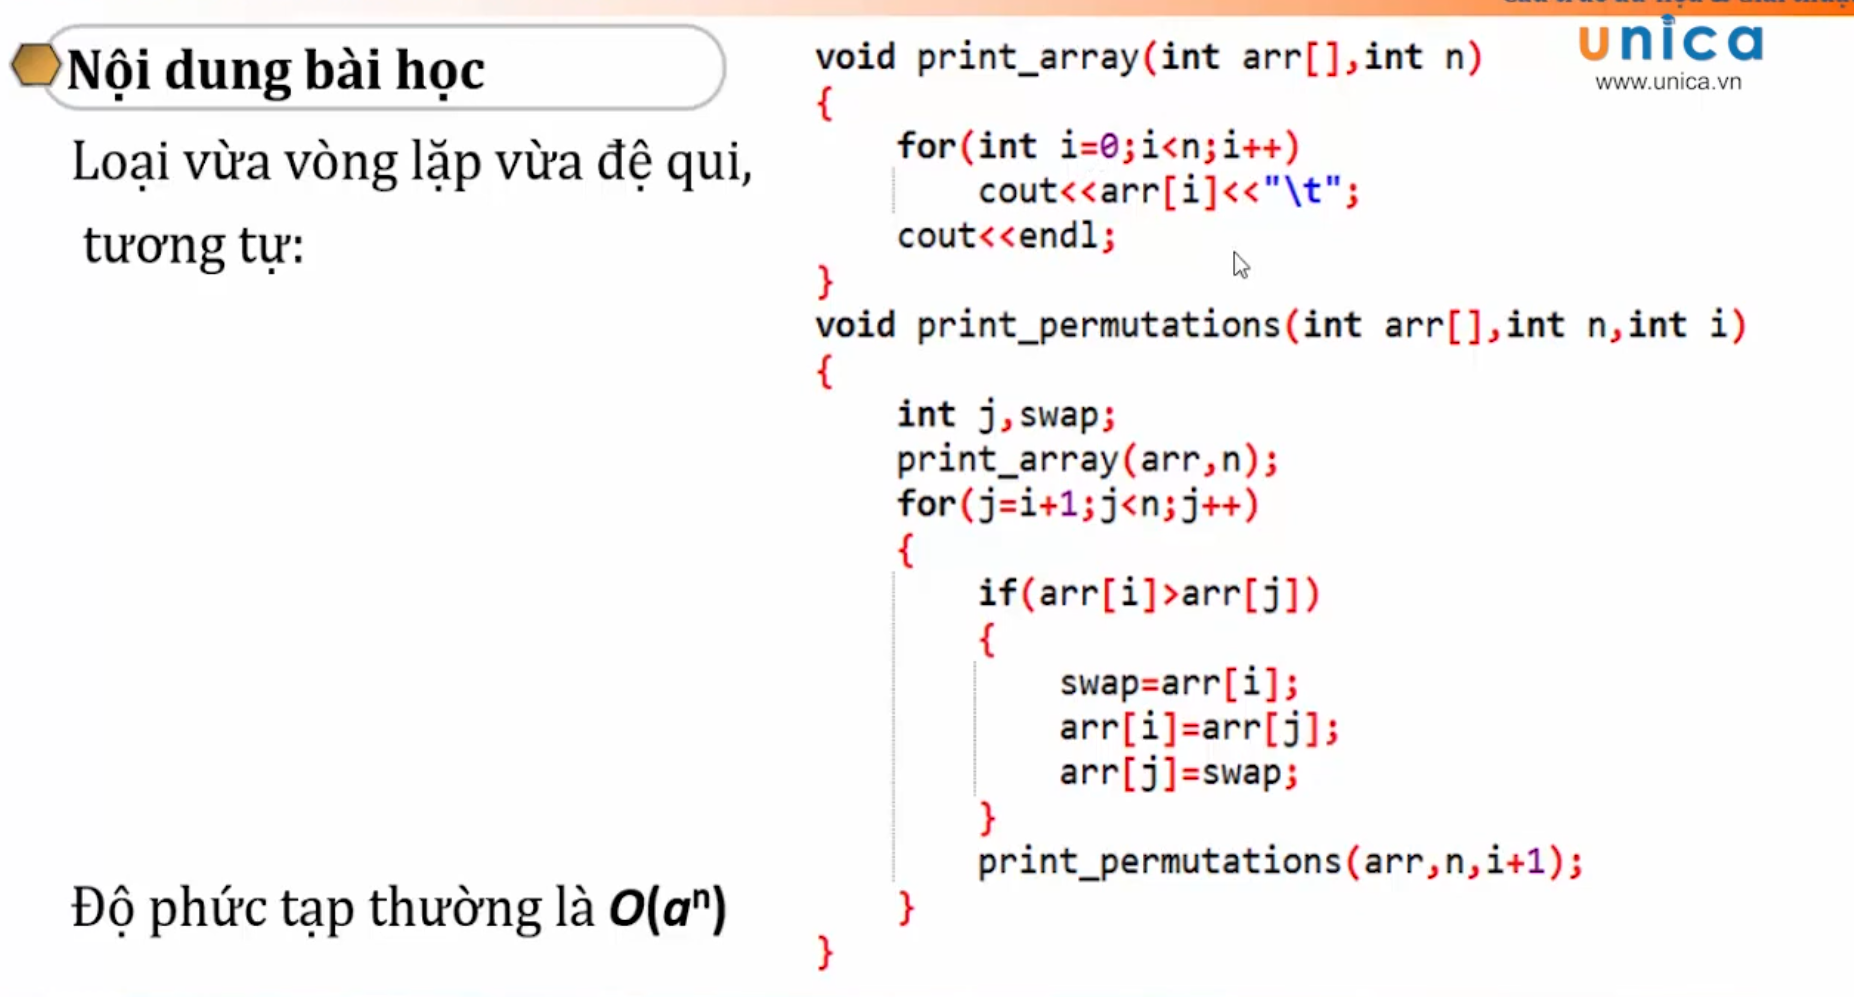 unica
www.unica.vn
Nội dung bài học
Loại vừa vòng lặp vừa đệ qui,
tương tự:
Độ phức tạp thường là O(aⁿ)
void print_array(int arr[],int n)
{
    for(int i=0;i<n;i++)
        cout<<arr[i]<<"\t";
    cout<<endl;
}
void print_permutations(int arr[],int n,int i)
{
    int j,swap;
    print_array(arr,n);
    for(j=i+1;j<n;j++)
    {
        if(arr[i]>arr[j])
        {
            swap=arr[i];
            arr[i]=arr[j];
            arr[j]=swap;
        }
        print_permutations(arr,n,i+1);
    }
}